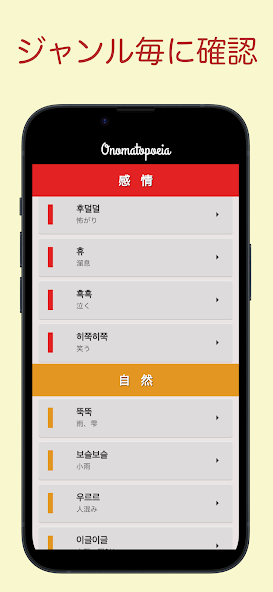 ジャンル毎に確認
Onomatopoeia
感情
후덜덜
怖がり
휴
溜息
흑흑
泣く
히쭉히쭉
笑う
自然
뚝뚝
雨、雫
보슬보슬
小雨
우르르
人混み
이글이글